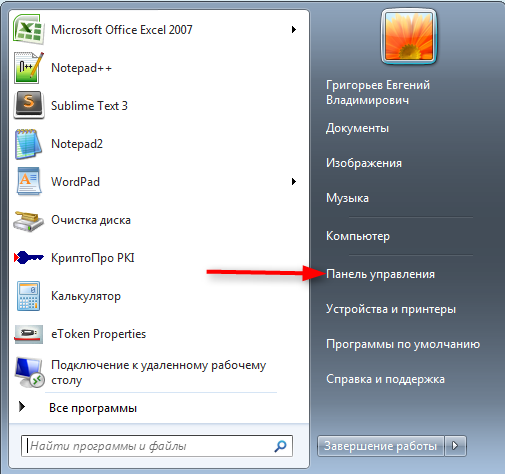 Microsoft Office Excel 2007
Notepad++
Sublime Text 3
Notepad2
WordPad
Очистка диска
КриптоПро PKI
Калькулятор
eToken Properties
Подключение к удаленному рабочему
столу
Все программы
Найти программы и файлы
Григорьев Евгений
Владимирович
Документы
Изображения
Музыка
Компьютер
Панель управления
Устройства и принтеры
Программы по умолчанию
Справка и поддержка
Завершение работы